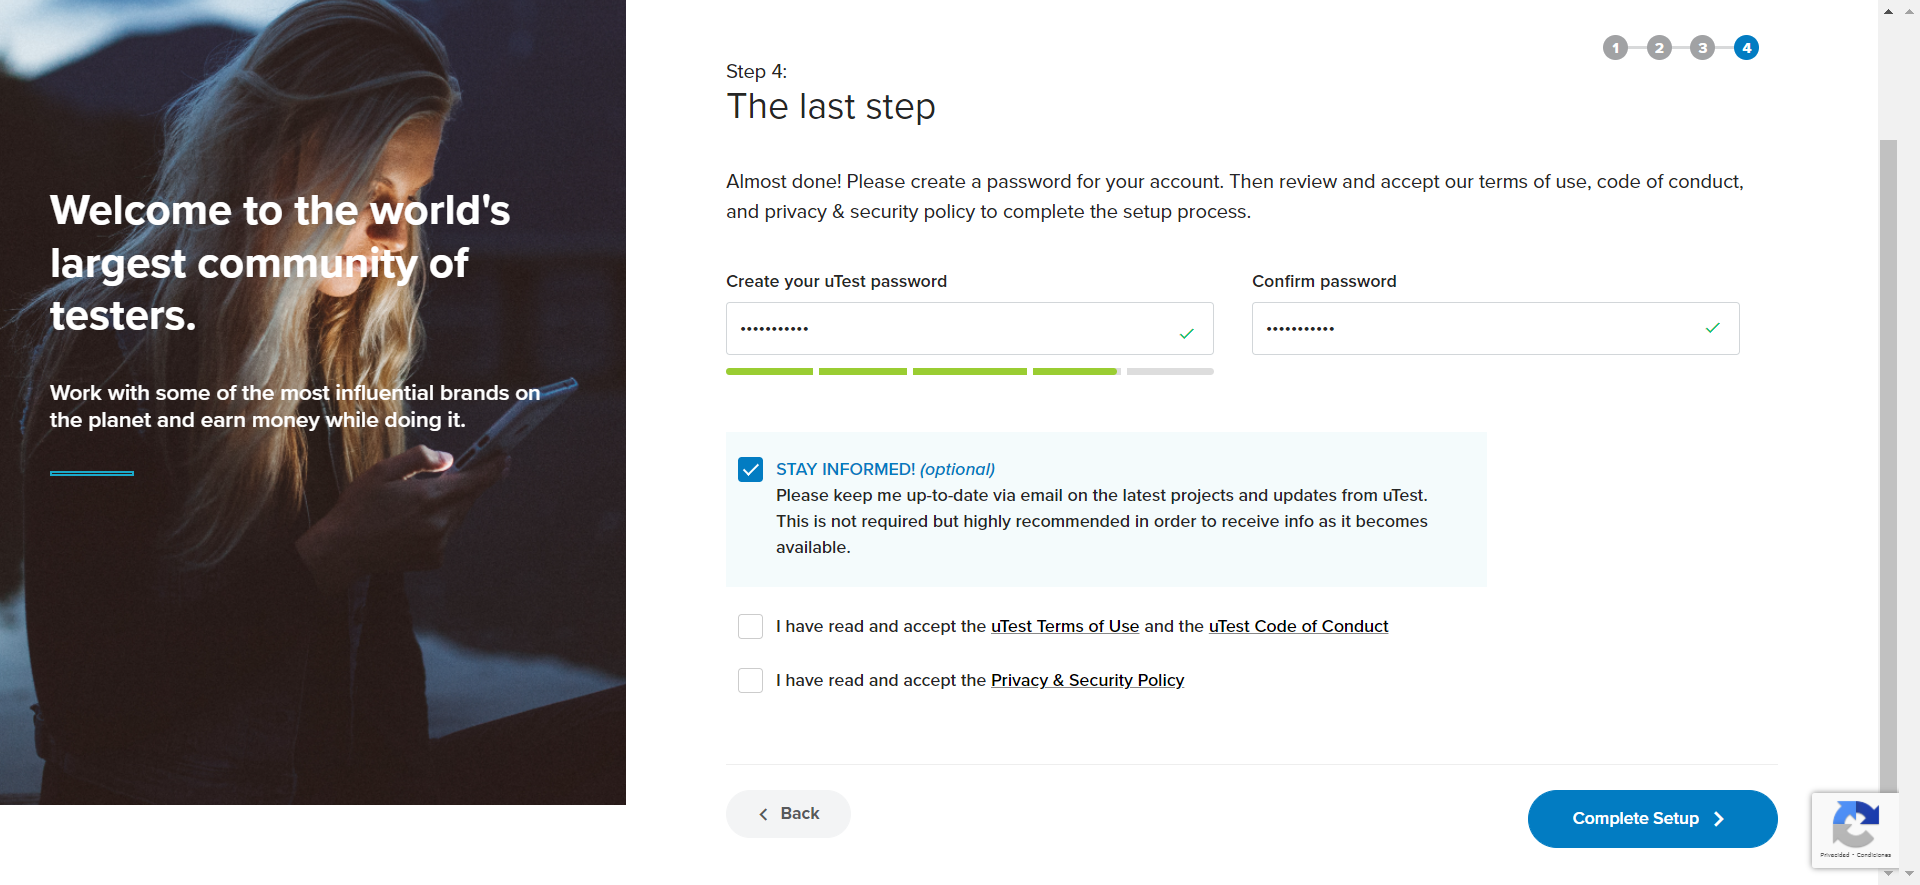 Welcome to the world's
largest community of
testers.
Work with some of the most influential brands on
the planet and earn money while doing it.
1 2 3 4
Step 4:
The last step
Almost done! Please create a password for your account. Then review and accept our terms of use, code of conduct,
and privacy & security policy to complete the setup process.
Create your uTest password
Confirm password
•••••••••••
•••••••••••
STAY INFORMED! (optional)
Please keep me up-to-date via email on the latest projects and updates from uTest.
This is not required but highly recommended in order to receive info as it becomes
available.
I have read and accept the uTest Terms of Use and the uTest Code of Conduct
I have read and accept the Privacy & Security Policy
Back
Complete Setup
Privacidad - Condiciones